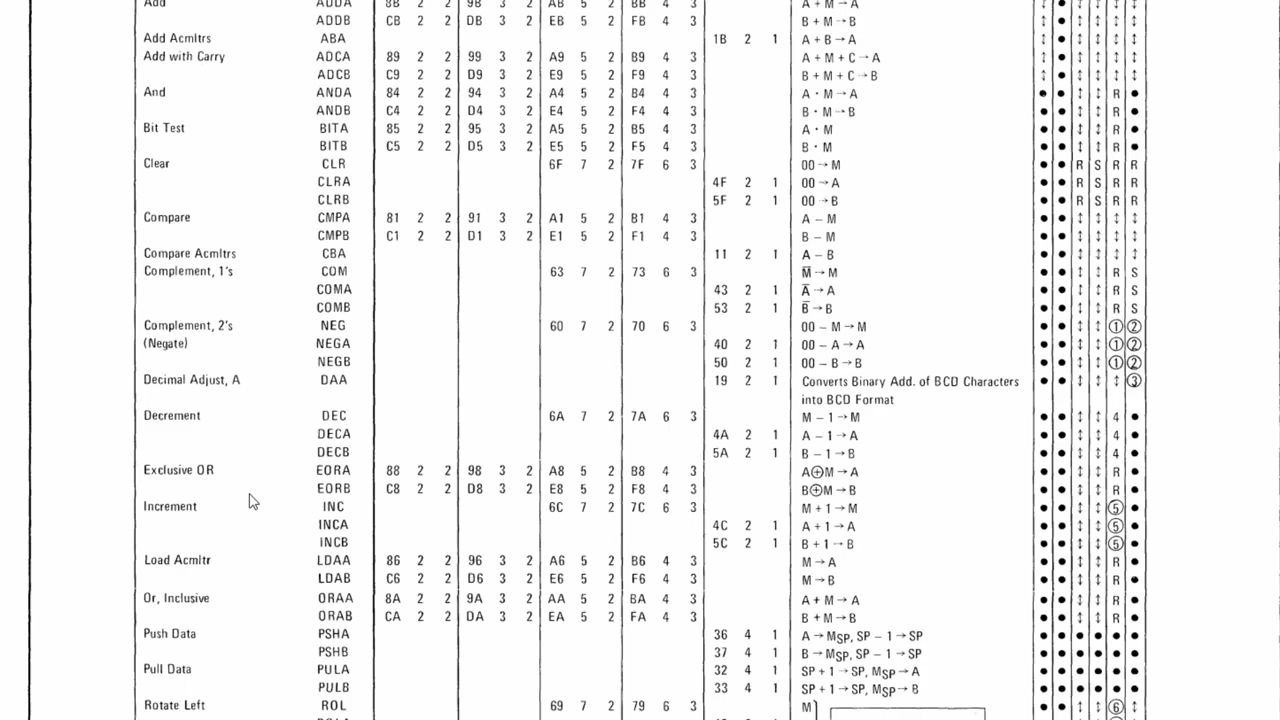 Add ADDA 8B 2 2 9B 3 2 AB 5 2 BB 4 3 A + M → A ↕ ● ↕ ↕ ↕ ↕
ADDB CB 2 2 DB 3 2 EB 5 2 FB 4 3 B + M → B ↕ ● ↕ ↕ ↕ ↕
Add Acmltrs ABA 1B 2 1 A + B → A ↕ ● ↕ ↕ ↕ ↕
Add with Carry ADCA 89 2 2 99 3 2 A9 5 2 B9 4 3 A + M + C → A ↕ ● ↕ ↕ ↕ ↕
ADCB C9 2 2 D9 3 2 E9 5 2 F9 4 3 B + M + C → B ↕ ● ↕ ↕ ↕ ↕
And ANDA 84 2 2 94 3 2 A4 5 2 B4 4 3 A · M → A ● ● ↕ ↕ R ●
ANDB C4 2 2 D4 3 2 E4 5 2 F4 4 3 B · M → B ● ● ↕ ↕ R ●
Bit Test BITA 85 2 2 95 3 2 A5 5 2 B5 4 3 A · M ● ● ↕ ↕ R ●
BITB C5 2 2 D5 3 2 E5 5 2 F5 4 3 B · M ● ● ↕ ↕ R ●
Clear CLR 6F 7 2 7F 6 3 00 → M ● ● R S R R
CLRA 4F 2 1 00 → A ● ● R S R R
CLRB 5F 2 1 00 → B ● ● R S R R
Compare CMPA 81 2 2 91 3 2 A1 5 2 B1 4 3 A – M ● ● ↕ ↕ ↕ ↕
CMPB C1 2 2 D1 3 2 E1 5 2 F1 4 3 B – M ● ● ↕ ↕ ↕ ↕
Compare Acmltrs CBA 11 2 1 A – B ● ● ↕ ↕ ↕ ↕
Complement, 1's COM 63 7 2 73 6 3 M̅ → M ● ● ↕ ↕ R S
COMA 43 2 1 A̅ → A ● ● ↕ ↕ R S
COMB 53 2 1 B̅ → B ● ● ↕ ↕ R S
Complement, 2's NEG 60 7 2 70 6 3 00 – M → M ● ● ↕ ↕ ① ②
(Negate) NEGA 40 2 1 00 – A → A ● ● ↕ ↕ ① ②
NEGB 50 2 1 00 – B → B ● ● ↕ ↕ ① ②
Decimal Adjust, A DAA 19 2 1 Converts Binary Add. of BCD Characters ● ● ↕ ↕ ↕ ③
into BCD Format
Decrement DEC 6A 7 2 7A 6 3 M – 1 → M ● ● ↕ ↕ 4 ●
DECA 4A 2 1 A – 1 → A ● ● ↕ ↕ 4 ●
DECB 5A 2 1 B – 1 → B ● ● ↕ ↕ 4 ●
Exclusive OR EORA 88 2 2 98 3 2 A8 5 2 B8 4 3 A⊕M → A ● ● ↕ ↕ R ●
EORB C8 2 2 D8 3 2 E8 5 2 F8 4 3 B⊕M → B ● ● ↕ ↕ R ●
Increment INC 6C 7 2 7C 6 3 M + 1 → M ● ● ↕ ↕ ⑤ ●
INCA 4C 2 1 A + 1 → A ● ● ↕ ↕ ⑤ ●
INCB 5C 2 1 B + 1 → B ● ● ↕ ↕ ⑤ ●
Load Acmltr LDAA 86 2 2 96 3 2 A6 5 2 B6 4 3 M → A ● ● ↕ ↕ R ●
LDAB C6 2 2 D6 3 2 E6 5 2 F6 4 3 M → B ● ● ↕ ↕ R ●
Or, Inclusive ORAA 8A 2 2 9A 3 2 AA 5 2 BA 4 3 A + M → A ● ● ↕ ↕ R ●
ORAB CA 2 2 DA 3 2 EA 5 2 FA 4 3 B + M → B ● ● ↕ ↕ R ●
Push Data PSHA 36 4 1 A → MSP, SP – 1 → SP ● ● ● ● ● ●
PSHB 37 4 1 B → MSP, SP – 1 → SP ● ● ● ● ● ●
Pull Data PULA 32 4 1 SP + 1 → SP, MSP → A ● ● ● ● ● ●
PULB 33 4 1 SP + 1 → SP, MSP → B ● ● ● ● ● ●
Rotate Left ROL 69 7 2 79 6 3 M ● ● ↕ ↕ ⑥ ↕